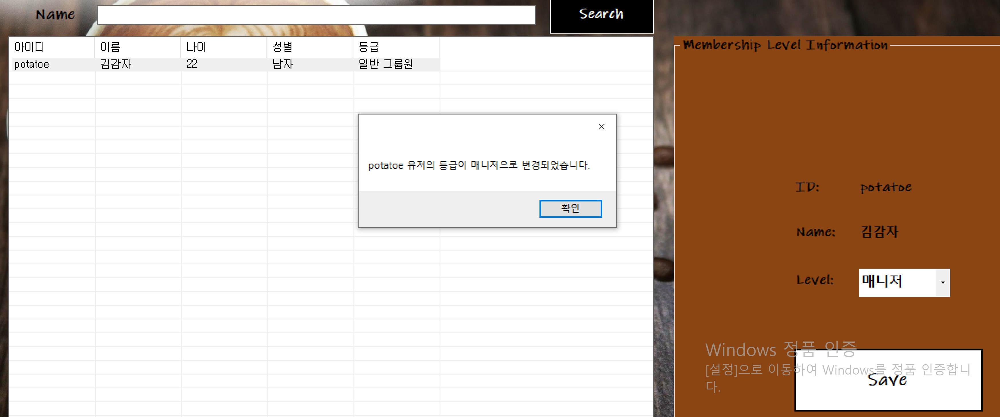 Name
Search
아이디 이름 나이 성별 등급
potatoe 김감자 22 남자 일반 그룹원
potatoe 유저의 등급이 매니저으로 변경되었습니다.
확인
Membership Level Information
ID: potatoe
Name: 김감자
Level: 매니저
Windows 정품 인증
[설정]으로 이동하여 Windows를 정품 인증합니
다.
Save